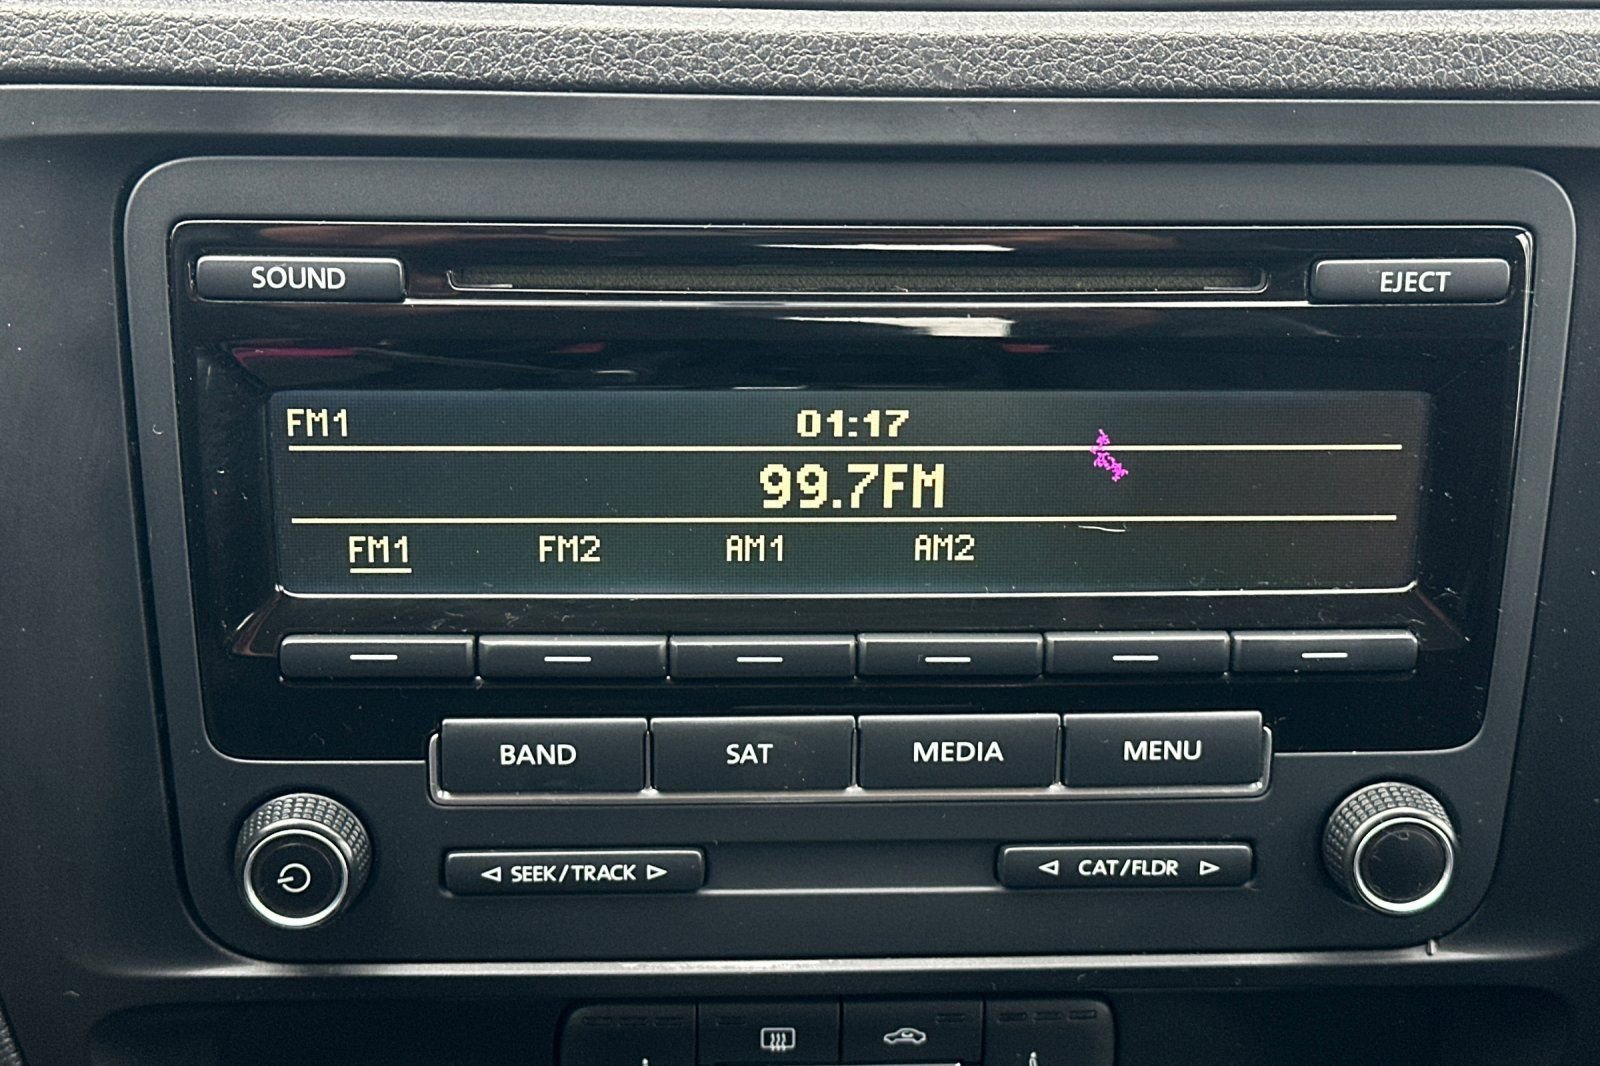 SOUND
EJECT
FM1 01:17
99.7FM
FM1 FM2 AM1 AM2
BAND SAT MEDIA MENU
SEEK/TRACK CAT/FLDR